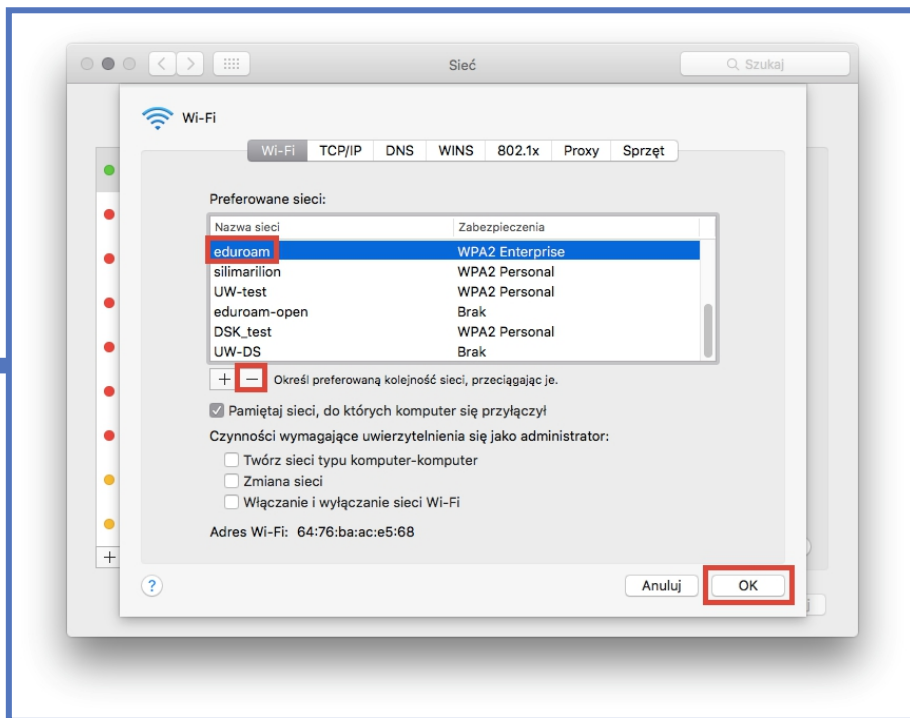 Sieć
Szukaj
Wi-Fi
Wi-Fi TCP/IP DNS WINS 802.1x Proxy Sprzęt
Preferowane sieci:
Nazwa sieci Zabezpieczenia
eduroam WPA2 Enterprise
silimarilion WPA2 Personal
UW-test WPA2 Personal
eduroam-open Brak
DSK_test WPA2 Personal
UW-DS Brak
+ − Określ preferowaną kolejność sieci, przeciągając je.
Pamiętaj sieci, do których komputer się przyłączył
Czynności wymagające uwierzytelnienia się jako administrator:
Twórz sieci typu komputer-komputer
Zmiana sieci
Włączanie i wyłączanie sieci Wi-Fi
Adres Wi-Fi: 64:76:ba:ac:e5:68
+
? Anuluj OK